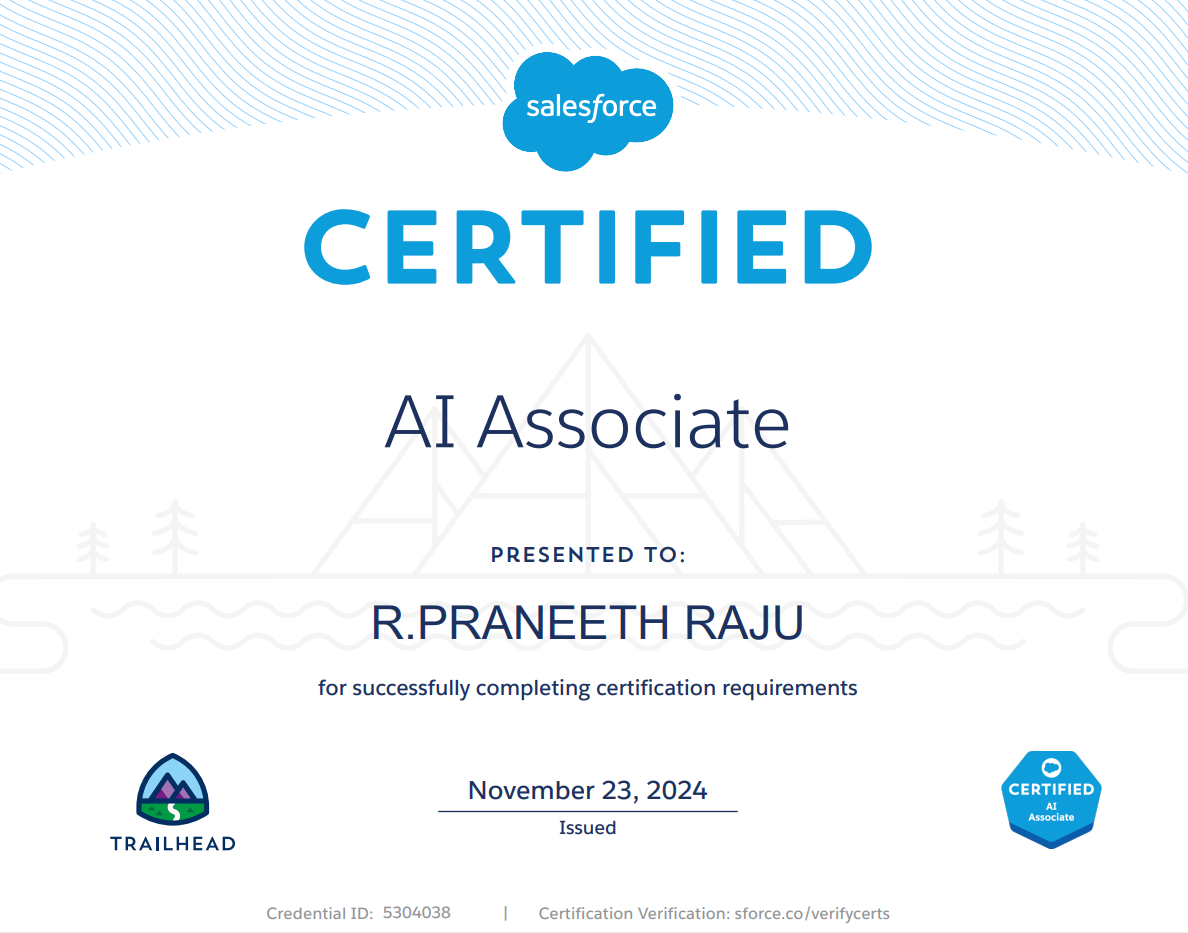 salesforce
CERTIFIED
AI Associate
PRESENTED TO:
R.PRANEETH RAJU
for successfully completing certification requirements
November 23, 2024
Issued
TRAILHEAD
CERTIFIED
AI
Associate
Credential ID: 5304038 | Certification Verification: sforce.co/verifycerts